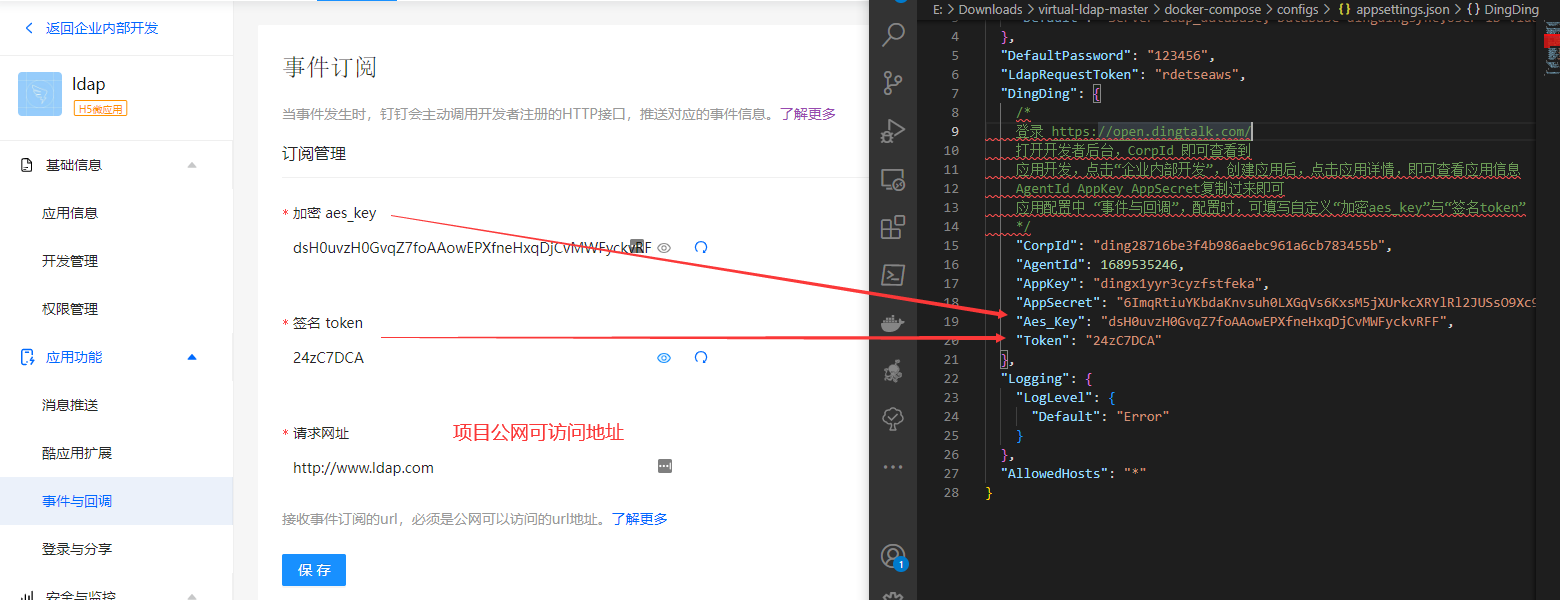 返回企业内部开发
ldap
H5微应用
基础信息
应用信息
开发管理
权限管理
应用功能
消息推送
酷应用扩展
事件与回调
登录与分享
安全与监控
事件订阅
当事件发生时，钉钉会主动调用开发者注册的HTTP接口，推送对应的事件信息。了解更多
订阅管理
* 加密 aes_key
dsH0uvzH0GvqZ7foAAowEPXfneHxqDjCvMWFyckvRF
* 签名 token
24zC7DCA
* 请求网址
项目公网可访问地址
http://www.ldap.com
接收事件订阅的url，必须是公网可以访问的url地址。了解更多
保 存
E: > Downloads > virtual-ldap-master > docker-compose > configs > {} appsettings.json > {} DingDing
4 },
5 "DefaultPassword": "123456",
6 "LdapRequestToken": "rdetseaws",
7 "DingDing": {
8 /*
9 登录 https://open.dingtalk.com/
10 打开开发者后台，CorpId 即可查看到
11 应用开发，点击“企业内部开发”，创建应用后，点击应用详情，即可查看应用信息
12 AgentId AppKey AppSecret复制过来即可
13 应用配置中 “事件与回调”，配置时，可填写自定义“加密aes_key”与“签名token”
14 */
15 "CorpId": "ding28716be3f4b986aebc961a6cb783455b",
16 "AgentId": 1689535246,
17 "AppKey": "dingx1yyr3cyzfstfeka",
18 "AppSecret": "6ImqRtiuYKbdaKnvsuh0LXGqVs6KxsM5jXUrkcXRYlRl2JUSsO9Xc9
19 "Aes_Key": "dsH0uvzH0GvqZ7foAAowEPXfneHxqDjCvMWFyckvRFF",
20 "Token": "24zC7DCA"
21 },
22 "Logging": {
23 "LogLevel": {
24 "Default": "Error"
25 }
26 },
27 "AllowedHosts": "*"
28 }
1